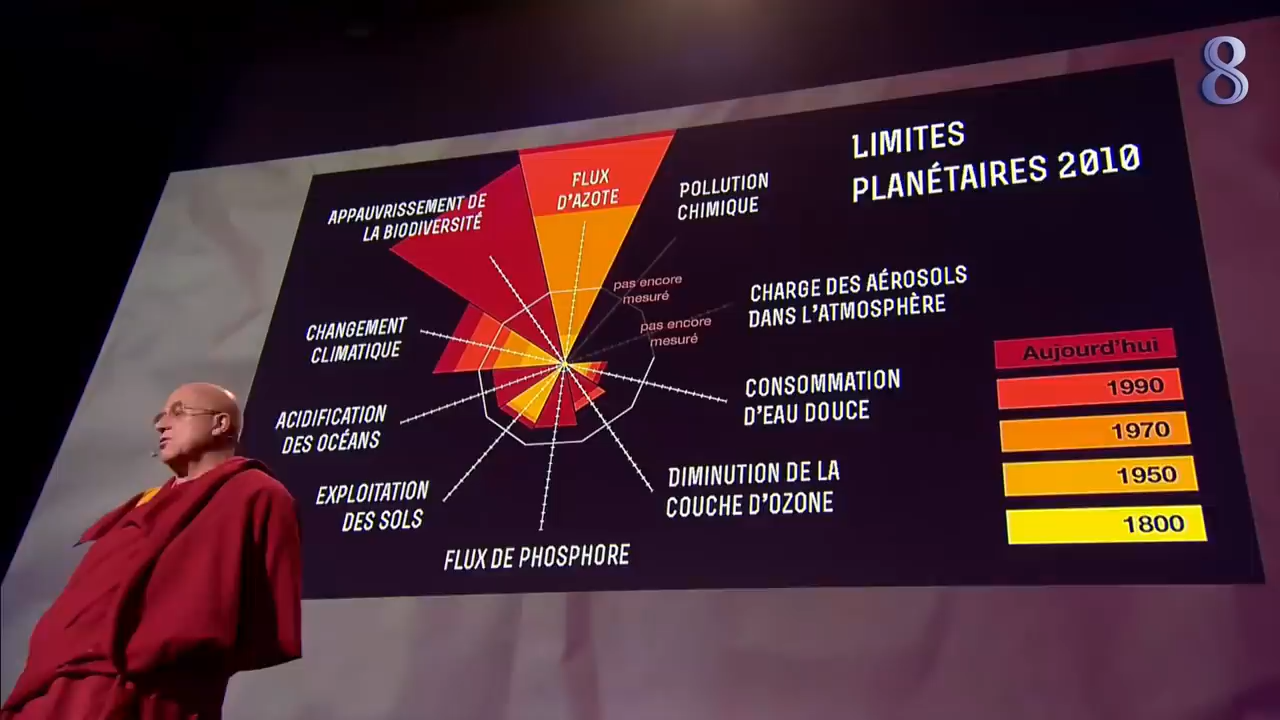 8
LIMITES
PLANÉTAIRES 2010
FLUX
D'AZOTE
POLLUTION
CHIMIQUE
APPAUVRISSEMENT DE
LA BIODIVERSITÉ
pas encore
mesuré
CHARGE DES AÉROSOLS
DANS L'ATMOSPHÈRE
pas encore
mesuré
CHANGEMENT
CLIMATIQUE
CONSOMMATION
D'EAU DOUCE
ACIDIFICATION
DES OCÉANS
EXPLOITATION
DES SOLS
DIMINUTION DE LA
COUCHE D'OZONE
FLUX DE PHOSPHORE
Aujourd'hui
1990
1970
1950
1800